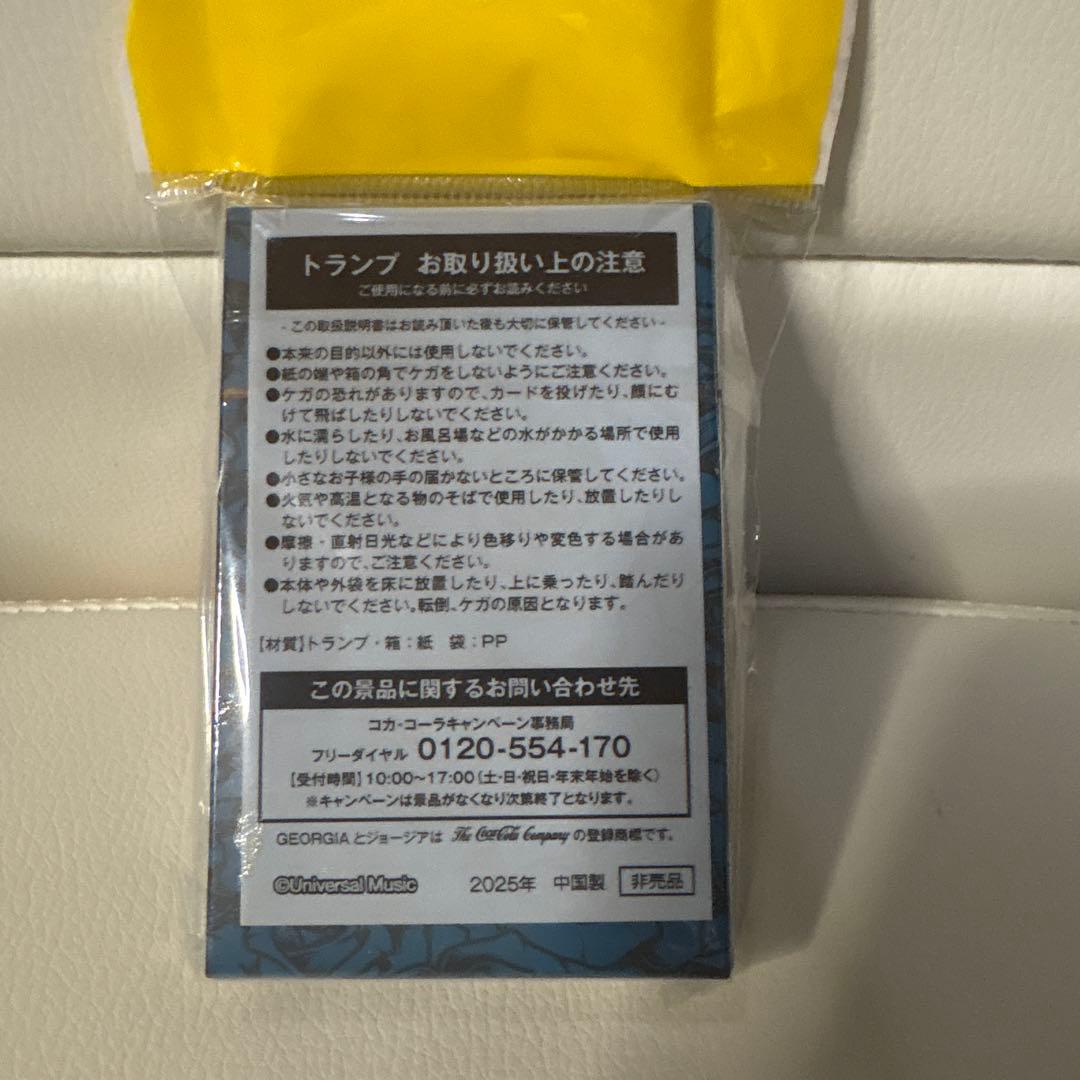 トランプ お取り扱い上の注意
ご使用になる前に必ずお読みください
- この取扱説明書はお読み頂いた後も大切に保管してください -
●本来の目的以外には使用しないでください。
●紙の端や箱の角でケガをしないようにご注意ください。
●ケガの恐れがありますので、カードを投げたり、顔にむ
けて飛ばしたりしないでください。
●水に濡らしたり、お風呂場などの水がかかる場所で使用
したりしないでください。
●小さなお子様の手の届かないところに保管してください。
●火気や高温となる物のそばで使用したり、放置したりし
ないでください。
●摩擦・直射日光などにより色移りや変色する場合があ
りますので、ご注意ください。
●本体や外袋を床に放置したり、上に乗ったり、踏んだり
しないでください。転倒、ケガの原因となります。
【材質】トランプ・箱：紙 袋：PP
この景品に関するお問い合わせ先
コカ・コーラキャンペーン事務局
フリーダイヤル 0120-554-170
【受付時間】10:00〜17:00（土・日・祝日・年末年始を除く）
※キャンペーンは景品がなくなり次第終了となります。
GEORGIA とジョージアは The Coca-Cola Company の登録商標です。
©Universal Music 2025年 中国製 非売品